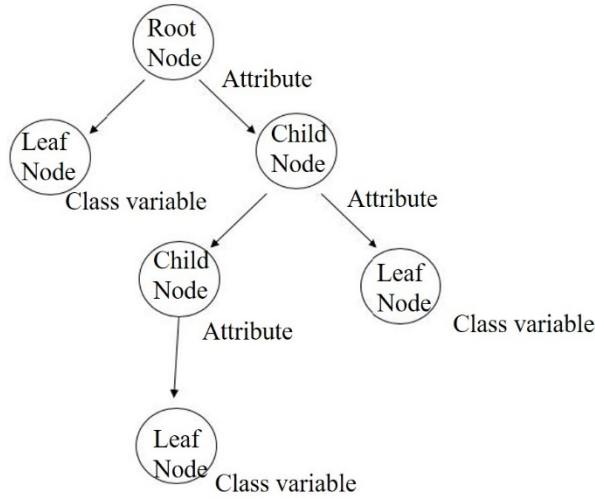 Root
Node
Attribute
Leaf
Node
Class variable
Child
Node
Attribute
Child
Node
Attribute
Leaf
Node
Class variable
Leaf
Node
Class variable